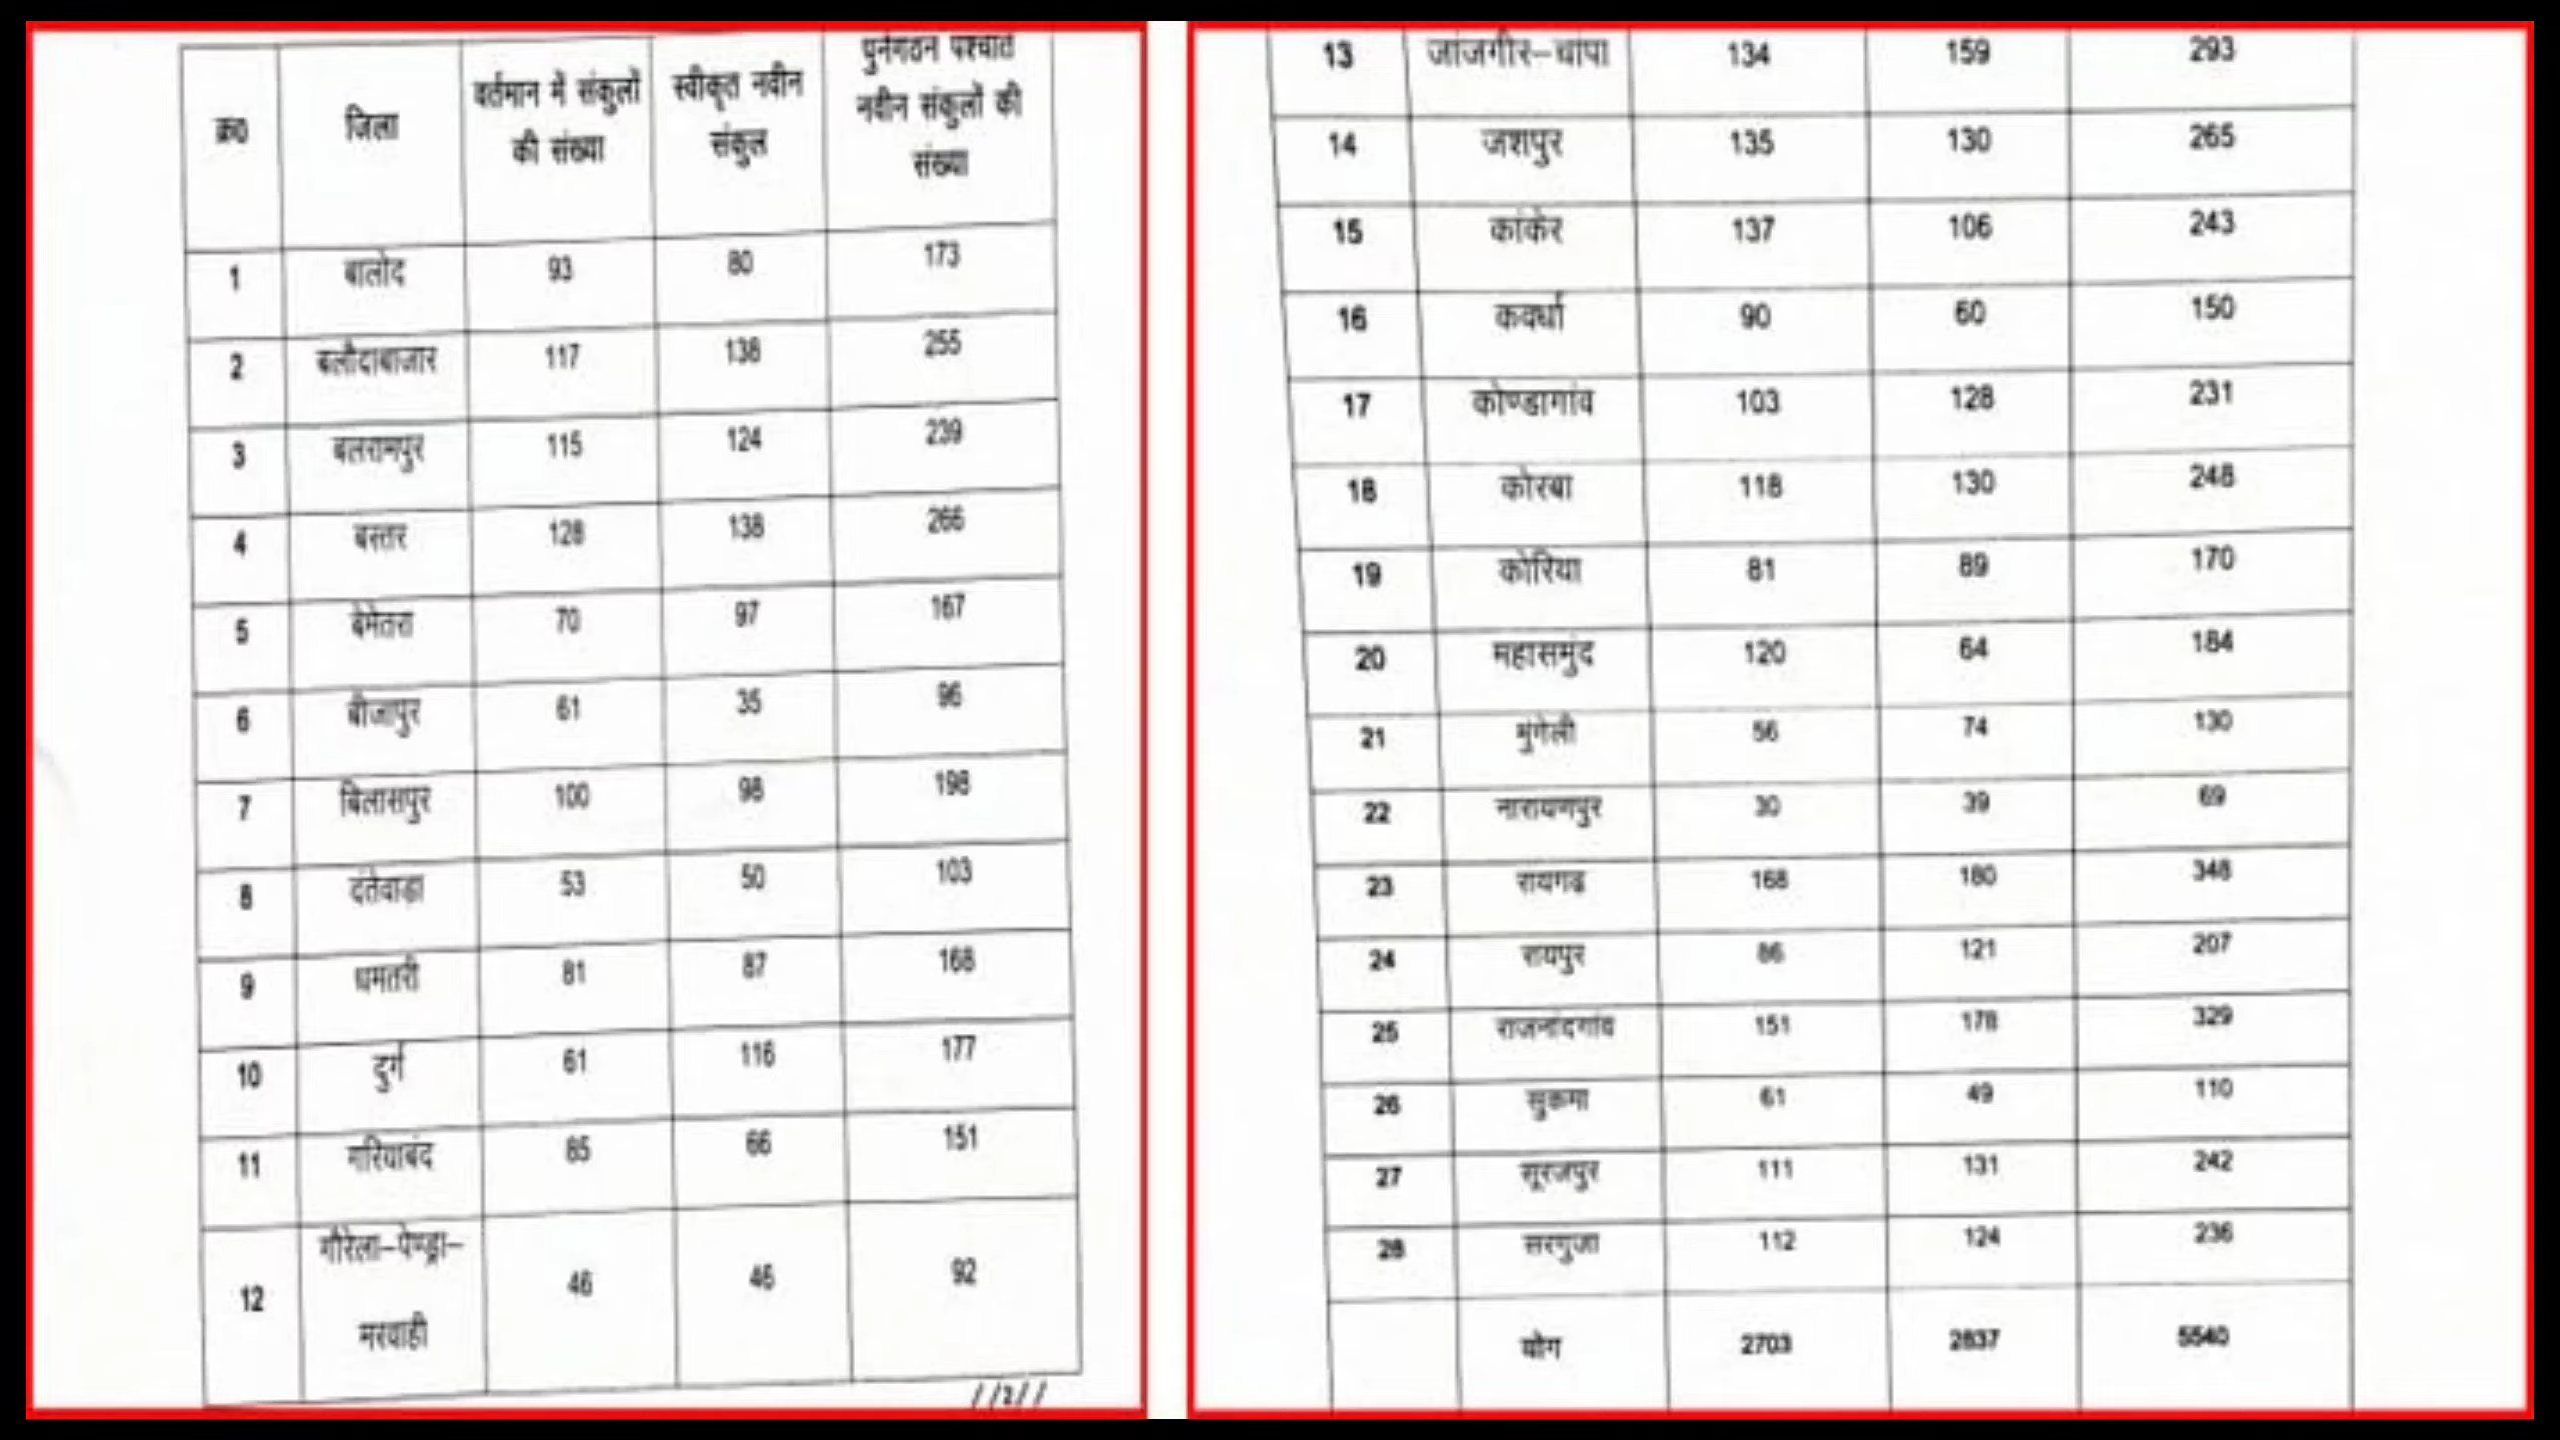 क्र० जिला वर्तमान में संकुलों की संख्या स्वीकृत नवीन संकुल पुर्नगठन पश्चात नवीन संकुलों की संख्या
1 बालोद 93 80 173
2 बलौदाबाजार 117 138 255
3 बलरामपुर 115 124 239
4 बस्तर 128 138 266
5 बेमेतरा 70 97 167
6 बीजापुर 61 35 96
7 बिलासपुर 100 98 198
8 दंतेवाड़ा 53 50 103
9 धमतरी 81 87 168
10 दुर्ग 61 116 177
11 गरियाबंद 85 66 151
12 गौरेला–पेण्ड्रा–मरवाही 46 46 92
//2//
13 जांजगीर–चांपा 134 159 293
14 जशपुर 135 130 265
15 कांकेर 137 106 243
16 कवर्धा 90 60 150
17 कोण्डागांव 103 128 231
18 कोरबा 118 130 248
19 कोरिया 81 89 170
20 महासमुंद 120 64 184
21 मुंगेली 56 74 130
22 नारायणपुर 30 39 69
23 रायगढ 168 180 348
24 रायपुर 86 121 207
25 राजनांदगांव 151 178 329
26 सुकमा 61 49 110
27 सूरजपुर 111 131 242
28 सरगुजा 112 124 236
योग 2703 2837 5540